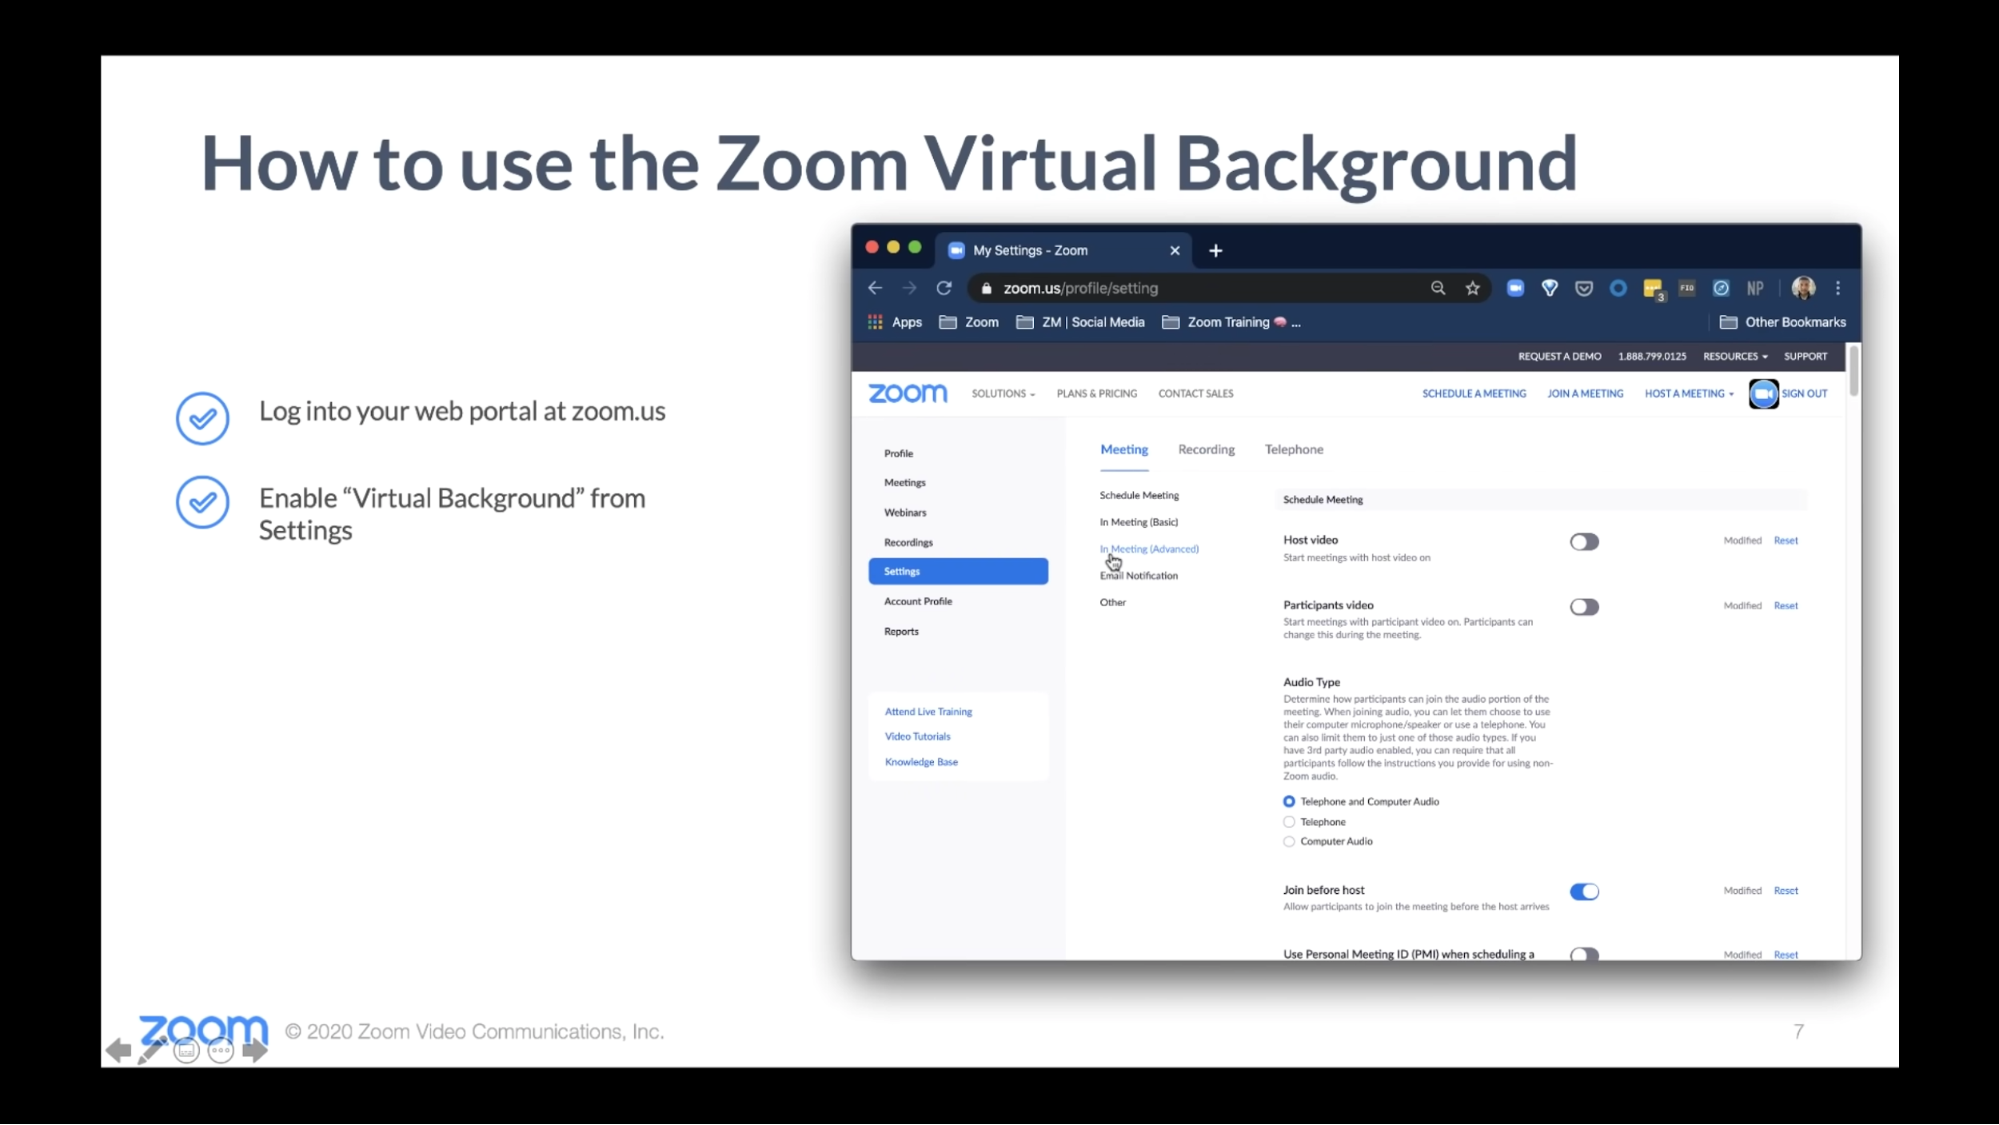 How to use the Zoom Virtual Background
Log into your web portal at zoom.us
Enable “Virtual Background” from
Settings
My Settings - Zoom
zoom.us/profile/setting
3
FIO
NP
Apps
Zoom
ZM | Social Media
Zoom Training 🧠 ...
Other Bookmarks
REQUEST A DEMO
1.888.799.0125
RESOURCES
SUPPORT
zoom
SOLUTIONS
PLANS & PRICING
CONTACT SALES
SCHEDULE A MEETING
JOIN A MEETING
HOST A MEETING
SIGN OUT
Profile
Meetings
Webinars
Recordings
Settings
Account Profile
Reports
Attend Live Training
Video Tutorials
Knowledge Base
Meeting
Recording
Telephone
Schedule Meeting
In Meeting (Basic)
In Meeting (Advanced)
Email Notification
Other
Schedule Meeting
Host video
Start meetings with host video on
Modified Reset
Participants video
Start meetings with participant video on. Participants can
change this during the meeting.
Modified Reset
Audio Type
Determine how participants can join the audio portion of the
meeting. When joining audio, you can let them choose to use
their computer microphone/speaker or use a telephone. You
can also limit them to just one of those audio types. If you
have 3rd party audio enabled, you can require that all
participants follow the instructions you provide for using non-
Zoom audio.
Telephone and Computer Audio
Telephone
Computer Audio
Join before host
Allow participants to join the meeting before the host arrives
Modified Reset
Use Personal Meeting ID (PMI) when scheduling a
Modified Reset
zoom
© 2020 Zoom Video Communications, Inc.
7